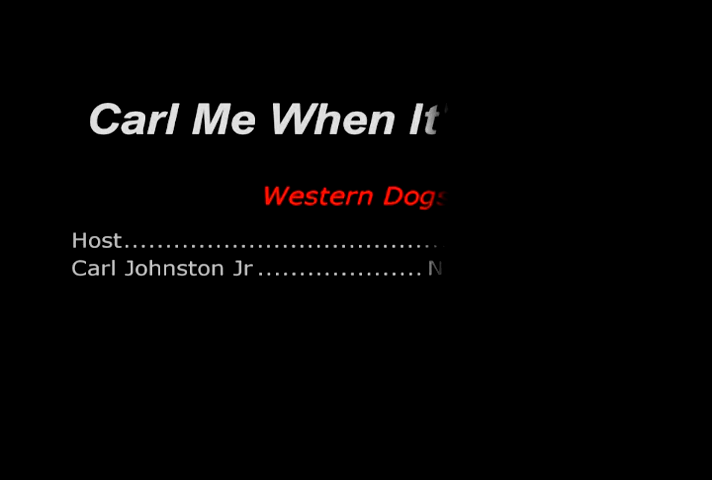 Carl Me When It'
Western Dogs
Host......................................
Carl Johnston Jr.................... N